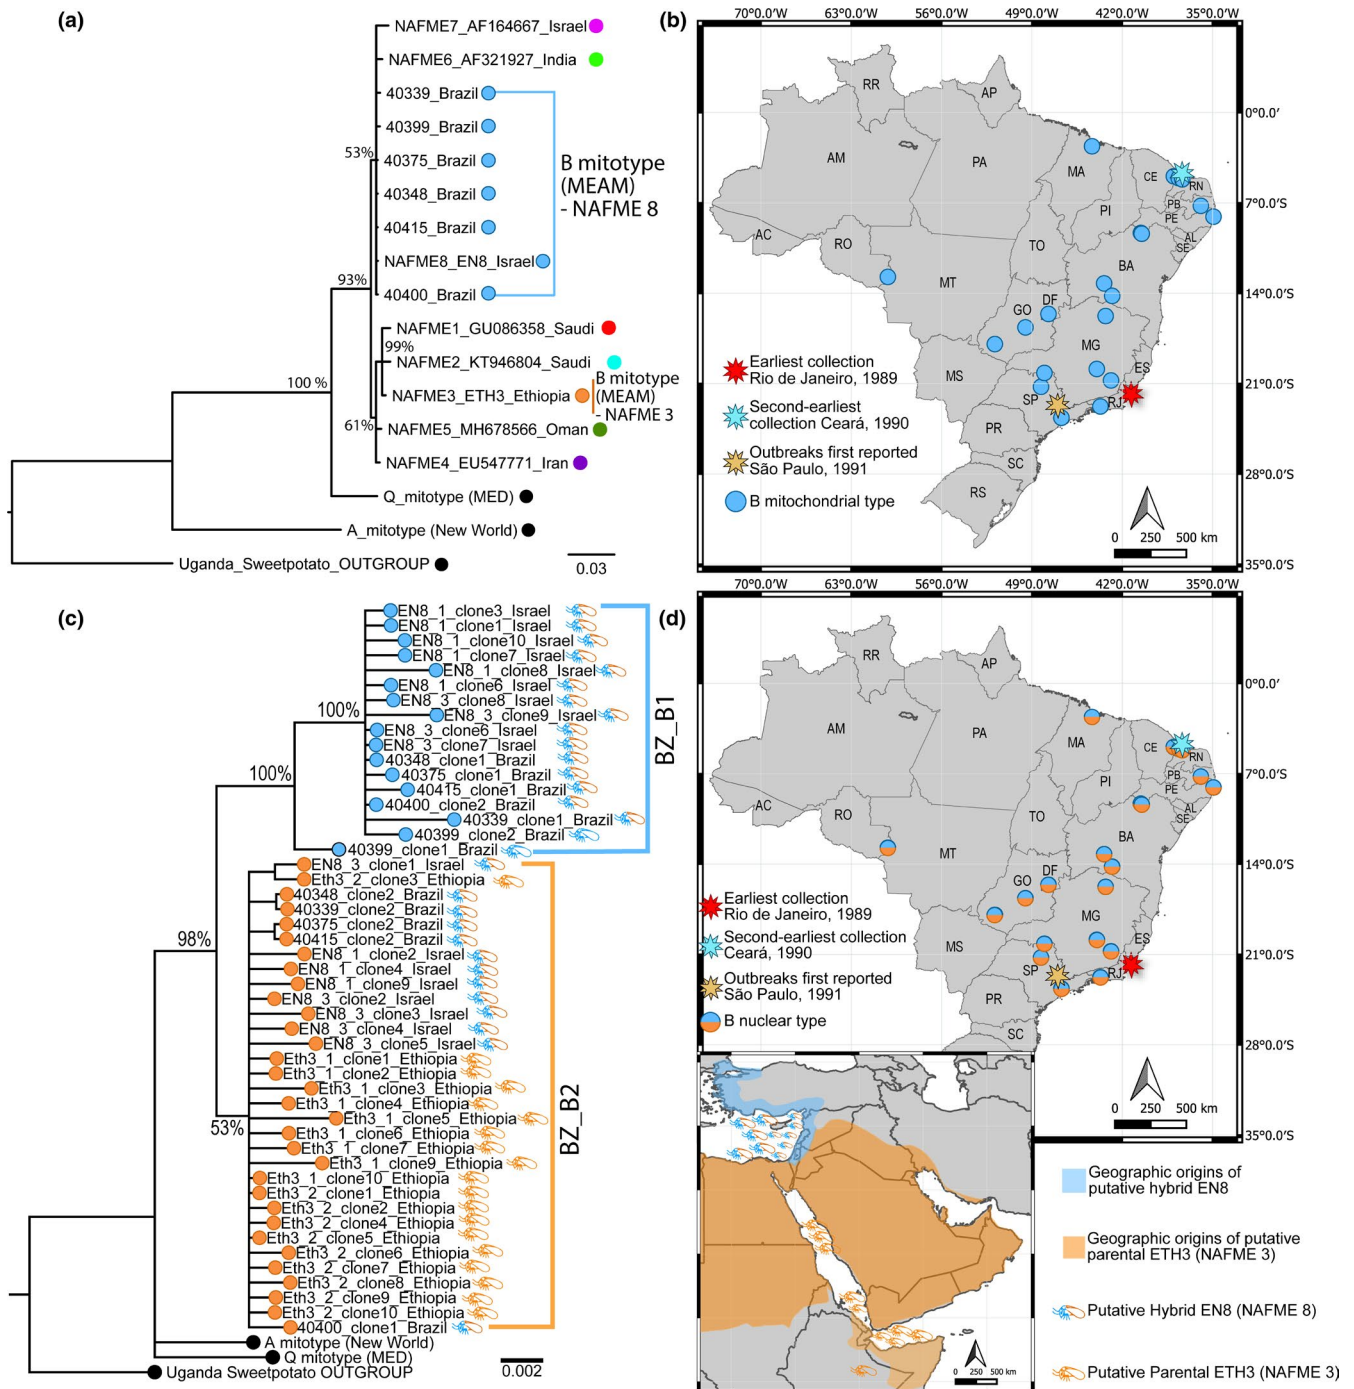 (a)
NAFME7_AF164667_Israel
NAFME6_AF321927_India
40339_Brazil
40399_Brazil
53%
40375_Brazil
40348_Brazil
40415_Brazil
NAFME8_EN8_Israel
93%
40400_Brazil
B mitotype
(MEAM)
- NAFME 8
NAFME1_GU086358_Saudi
99%
NAFME2_KT946804_Saudi
100 %
NAFME3_ETH3_Ethiopia
B mitotype
(MEAM)
- NAFME 3
61%
NAFME5_MH678566_Oman
NAFME4_EU547771_Iran
Q_mitotype (MED)
A_mitotype (New World)
Uganda_Sweetpotato_OUTGROUP
0.03
(b)
70°0.0′W 63°0.0′W 56°0.0′W 49°0.0′W 42°0.0′W 35°0.0′W
RR
AP
0°0.0′
AM
PA
MA
CE
RN
PB
PE
7°0.0′S
PI
AC
RO
TO
AL
SE
BA
MT
14°0.0′S
GO
DF
MG
MS
ES
21°0.0′S
SP
RJ
PR
SC
28°0.0′S
RS
35°0.0′S
Earliest collection
Rio de Janeiro, 1989
Second-earliest
collection Ceará, 1990
Outbreaks first reported
São Paulo, 1991
B mitochondrial type
0 250 500 km
(c)
EN8_1_clone3_Israel
EN8_1_clone1_Israel
EN8_1_clone10_Israel
EN8_1_clone7_Israel
EN8_1_clone8_Israel
EN8_1_clone6_Israel
EN8_3_clone8_Israel
100%
EN8_3_clone9_Israel
EN8_3_clone6_Israel
EN8_3_clone7_Israel
40348_clone1_Brazil
100%
40375_clone1_Brazil
40415_clone1_Brazil
40400_clone2_Brazil
40339_clone1_Brazil
40399_clone2_Brazil
40399_clone1_Brazil
BZ_B1
EN8_3_clone1_Israel
Eth3_2_clone3_Ethiopia
40348_clone2_Brazil
40339_clone2_Brazil
40375_clone2_Brazil
98%
40415_clone2_Brazil
EN8_1_clone2_Israel
EN8_1_clone4_Israel
EN8_1_clone9_Israel
EN8_3_clone2_Israel
EN8_3_clone3_Israel
EN8_3_clone4_Israel
EN8_3_clone5_Israel
Eth3_1_clone1_Ethiopia
Eth3_1_clone2_Ethiopia
Eth3_1_clone3_Ethiopia
Eth3_1_clone4_Ethiopia
Eth3_1_clone5_Ethiopia
53%
Eth3_1_clone6_Ethiopia
Eth3_1_clone7_Ethiopia
Eth3_1_clone9_Ethiopia
Eth3_1_clone10_Ethiopia
Eth3_2_clone1_Ethiopia
Eth3_2_clone2_Ethiopia
Eth3_2_clone4_Ethiopia
Eth3_2_clone5_Ethiopia
Eth3_2_clone6_Ethiopia
Eth3_2_clone7_Ethiopia
Eth3_2_clone8_Ethiopia
Eth3_2_clone9_Ethiopia
Eth3_2_clone10_Ethiopia
40400_clone1_Brazil
BZ_B2
A mitotype (New World)
Q mitotype (MED)
Uganda Sweetpotato OUTGROUP
0.002
(d)
70°0.0′W 63°0.0′W 56°0.0′W 49°0.0′W 42°0.0′W 35°0.0′W
RR
AP
0°0.0′
AM
PA
MA
CE
RN
PB
PE
7°0.0′S
PI
AC
RO
TO
AL
SE
BA
MT
14°0.0′S
GO
DF
MG
MS
ES
21°0.0′S
SP
RJ
PR
SC
28°0.0′S
35°0.0′S
Earliest collection
Rio de Janeiro, 1989
Second-earliest collection
Ceará, 1990
Outbreaks first reported
São Paulo, 1991
B nuclear type
0 250 500 km
0 250 500 km
Geographic origins of
putative hybrid EN8
Geographic origins of putative
parental ETH3 (NAFME 3)
Putative Hybrid EN8 (NAFME 8)
Putative Parental ETH3 (NAFME 3)